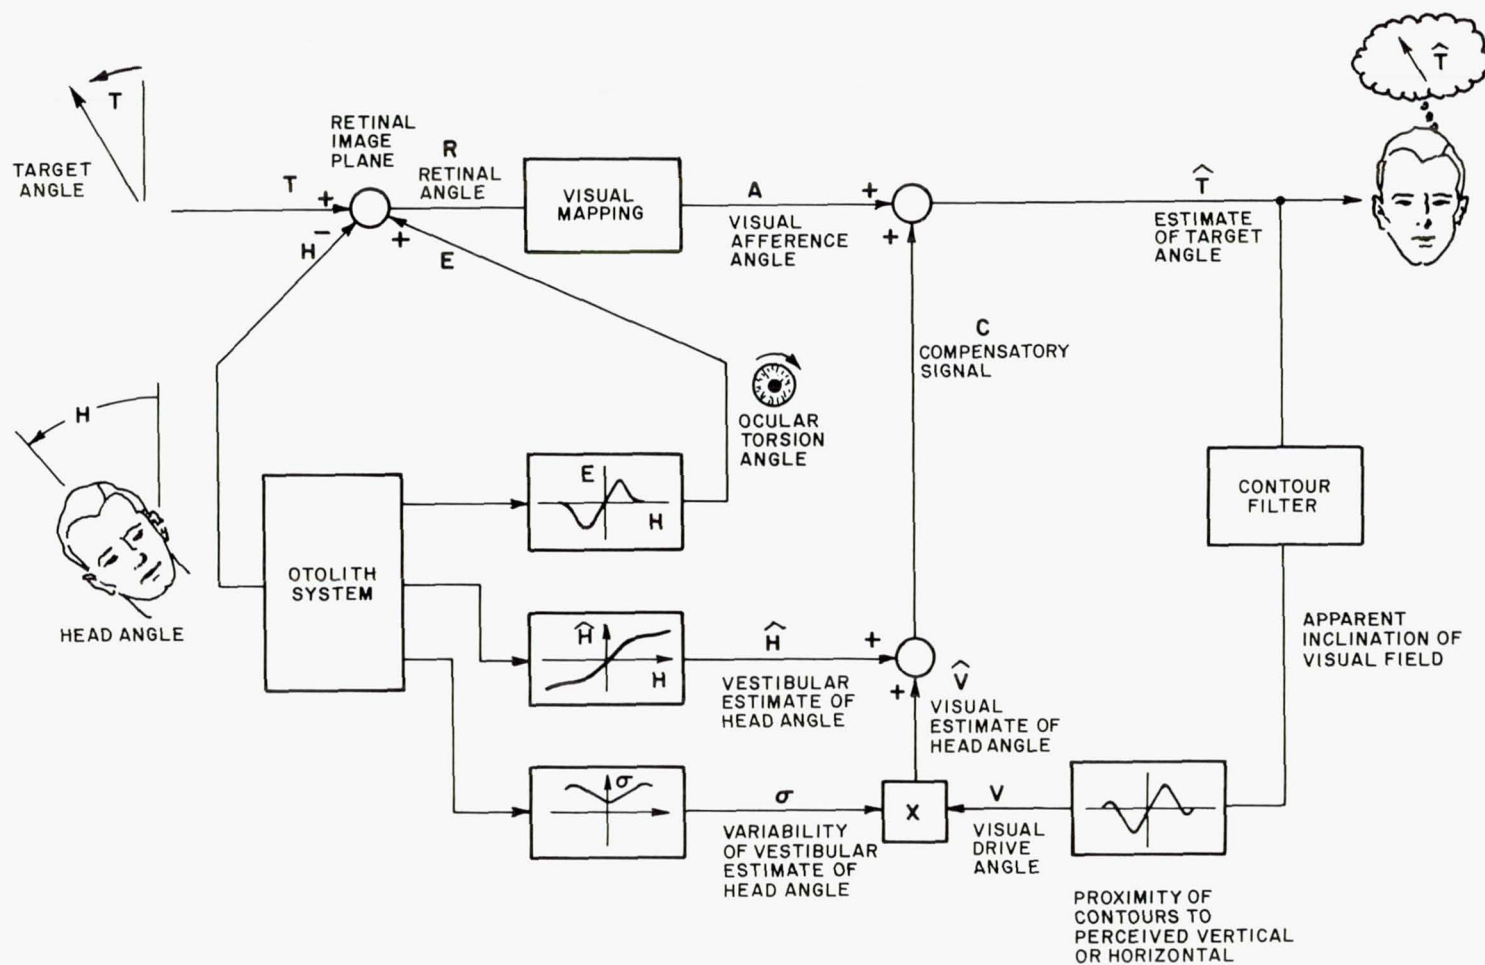 T
TARGET
ANGLE
T
+
−
H
+
E
RETINAL
IMAGE
PLANE
R
RETINAL
ANGLE
VISUAL
MAPPING
A
VISUAL
AFFERENCE
ANGLE
+
+
T̂
ESTIMATE
OF TARGET
ANGLE
T̂
C
COMPENSATORY
SIGNAL
OCULAR
TORSION
ANGLE
H
HEAD ANGLE
OTOLITH
SYSTEM
E
H
Ĥ
H
Ĥ
VESTIBULAR
ESTIMATE OF
HEAD ANGLE
+
+
V̂
VISUAL
ESTIMATE OF
HEAD ANGLE
CONTOUR
FILTER
APPARENT
INCLINATION OF
VISUAL FIELD
σ
σ
VARIABILITY
OF VESTIBULAR
ESTIMATE OF
HEAD ANGLE
X
V
VISUAL
DRIVE
ANGLE
PROXIMITY OF
CONTOURS TO
PERCEIVED VERTICAL
OR HORIZONTAL